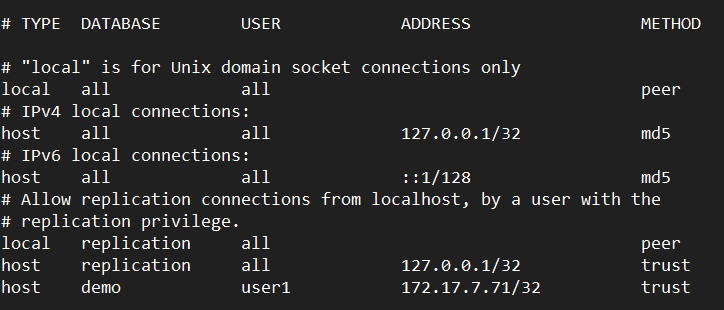 # TYPE  DATABASE        USER            ADDRESS                 METHOD
# "local" is for Unix domain socket connections only
local   all             all                                     peer
# IPv4 local connections:
host    all             all             127.0.0.1/32            md5
# IPv6 local connections:
host    all             all             ::1/128                 md5
# Allow replication connections from localhost, by a user with the
# replication privilege.
local   replication     all                                     peer
host    replication     all             127.0.0.1/32            trust
host    demo            user1           172.17.7.71/32          trust